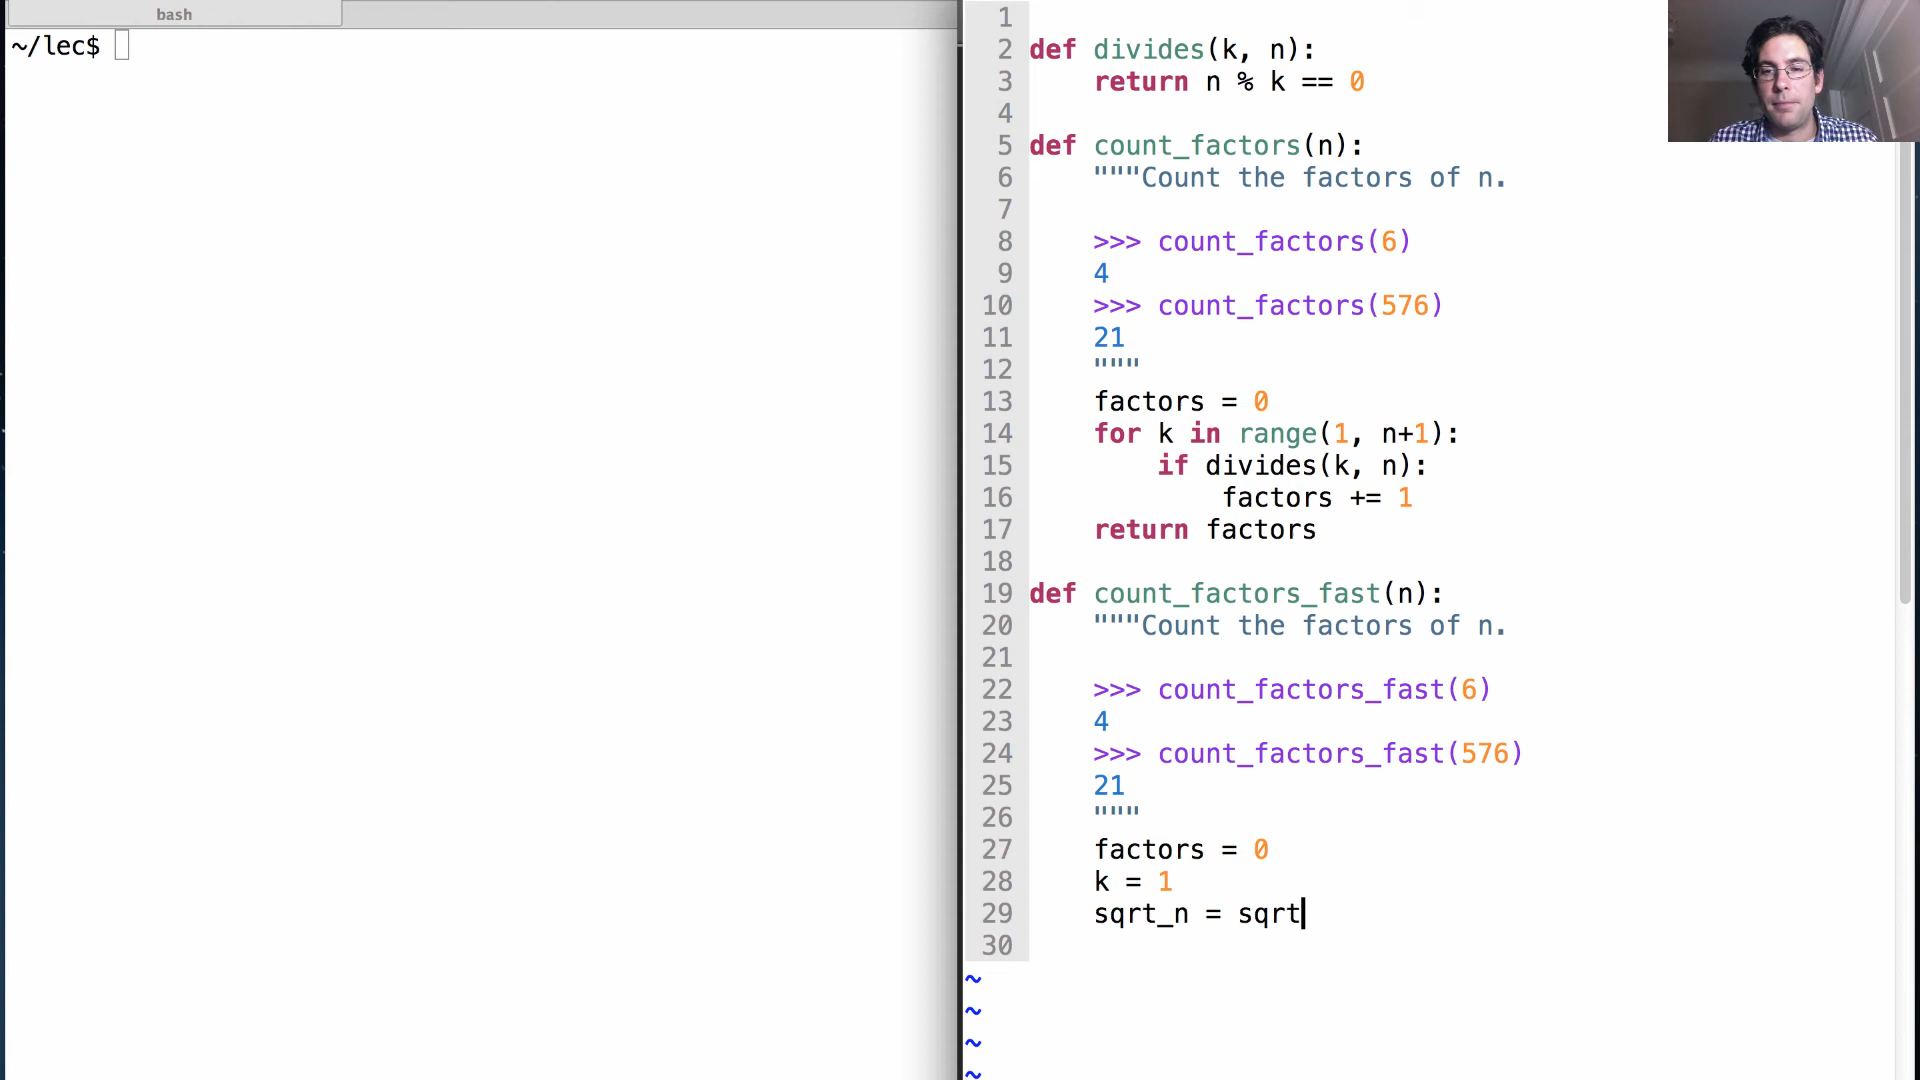 bash
~/lec$
1
2 def divides(k, n):
3     return n % k == 0
4
5 def count_factors(n):
6     """Count the factors of n.
7
8     >>> count_factors(6)
9     4
10     >>> count_factors(576)
11     21
12     """
13     factors = 0
14     for k in range(1, n+1):
15         if divides(k, n):
16             factors += 1
17     return factors
18
19 def count_factors_fast(n):
20     """Count the factors of n.
21
22     >>> count_factors_fast(6)
23     4
24     >>> count_factors_fast(576)
25     21
26     """
27     factors = 0
28     k = 1
29     sqrt_n = sqrt
30
~
~
~
~